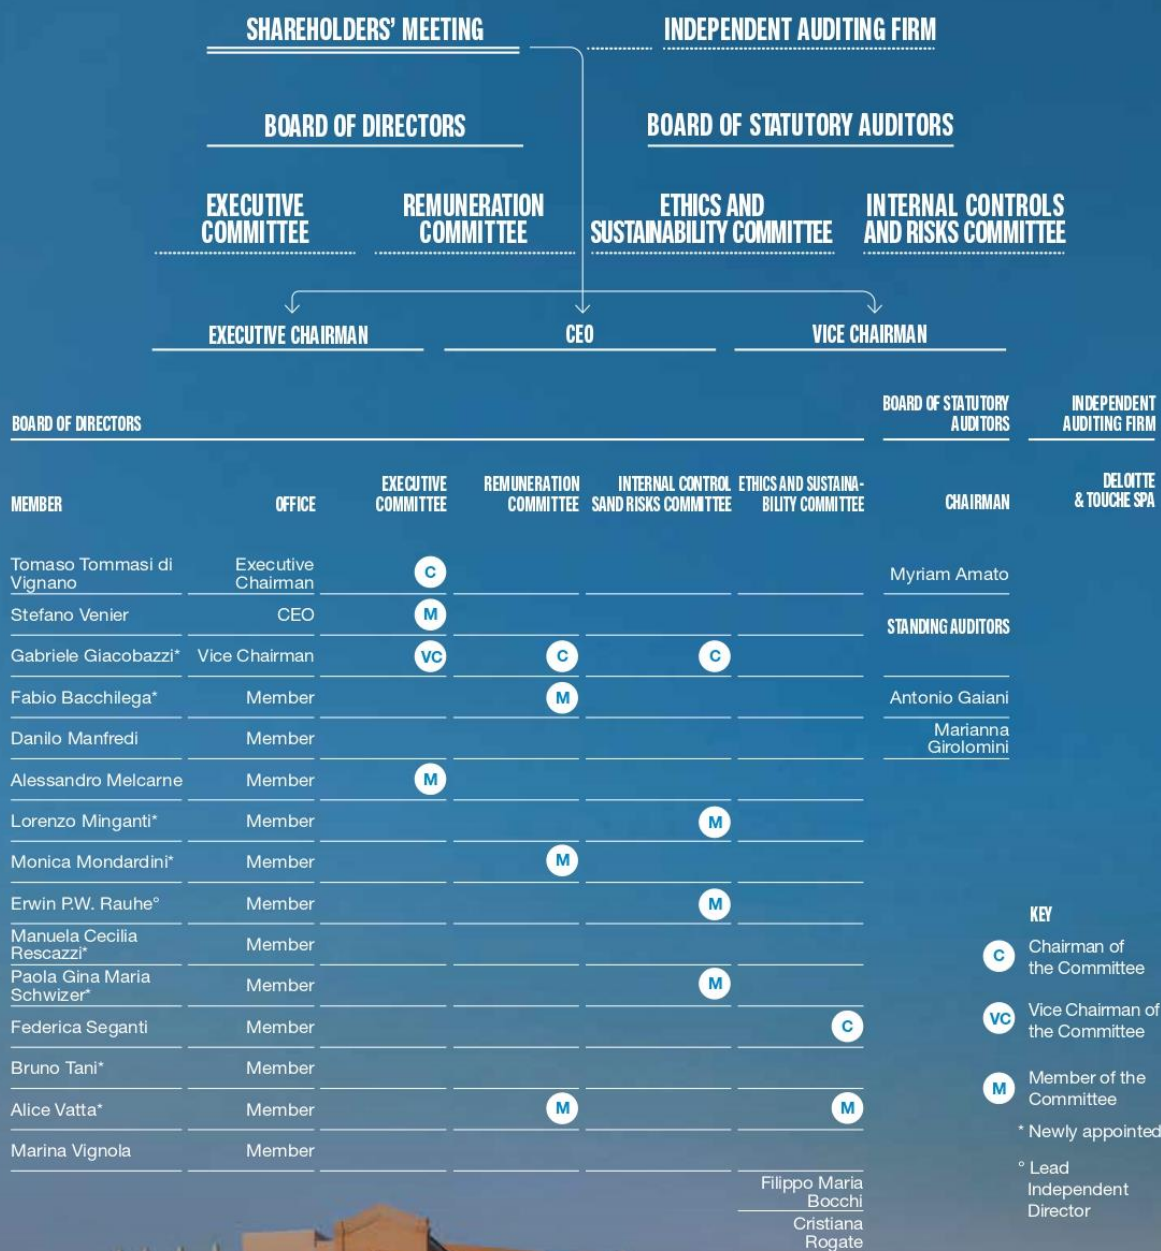 SHAREHOLDERS' MEETING
INDEPENDENT AUDITING FIRM
BOARD OF DIRECTORS
BOARD OF STATUTORY AUDITORS
EXECUTIVE
COMMITTEE
REMUNERATION
COMMITTEE
ETHICS AND
SUSTAINABILITY COMMITTEE
INTERNAL CONTROLS
AND RISKS COMMITTEE
EXECUTIVE CHAIRMAN
CEO
VICE CHAIRMAN
BOARD OF DIRECTORS
BOARD OF STATUTORY
AUDITORS
INDEPENDENT
AUDITING FIRM
MEMBER
OFFICE
EXECUTIVE
COMMITTEE
REMUNERATION
COMMITTEE
INTERNAL CONTROL
SAND RISKS COMMITTEE
ETHICS AND SUSTAINA-
BILITY COMMITTEE
CHAIRMAN
DELOITTE
& TOUCHE SPA
Tomaso Tommasi di
Vignano
Executive
Chairman
C
Myriam Amato
Stefano Venier
CEO
M
STANDING AUDITORS
Gabriele Giacobazzi*
Vice Chairman
VC
C
C
Fabio Bacchilega*
Member
M
Antonio Gaiani
Danilo Manfredi
Member
Marianna
Girolomini
Alessandro Melcarne
Member
M
Lorenzo Minganti*
Member
M
Monica Mondardini*
Member
M
Erwin P.W. Rauhe°
Member
M
Manuela Cecilia
Rescazzi*
Member
Paola Gina Maria
Schwizer*
Member
M
Federica Seganti
Member
C
Bruno Tani*
Member
Alice Vatta*
Member
M
M
Marina Vignola
Member
Filippo Maria
Bocchi
Cristiana
Rogate
KEY
C
Chairman of
the Committee
VC
Vice Chairman of
the Committee
M
Member of the
Committee
* Newly appointed
° Lead
Independent
Director